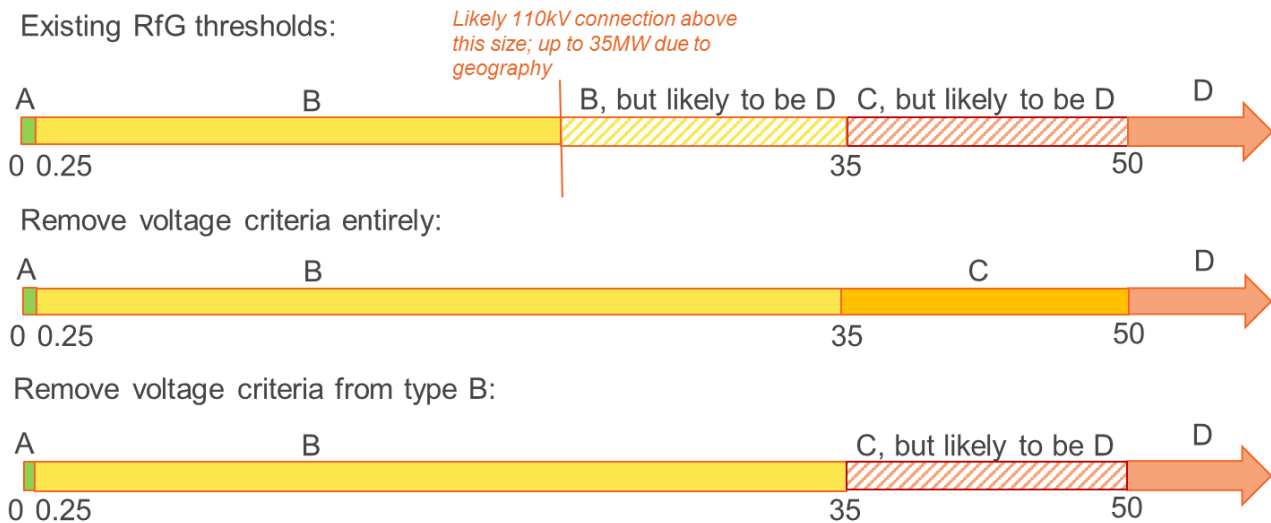 Existing RfG thresholds:
Likely 110kV connection above
this size; up to 35MW due to
geography
A B B, but likely to be D C, but likely to be D D
0 0.25 35 50
Remove voltage criteria entirely:
A B C D
0 0.25 35 50
Remove voltage criteria from type B:
A B C, but likely to be D D
0 0.25 35 50